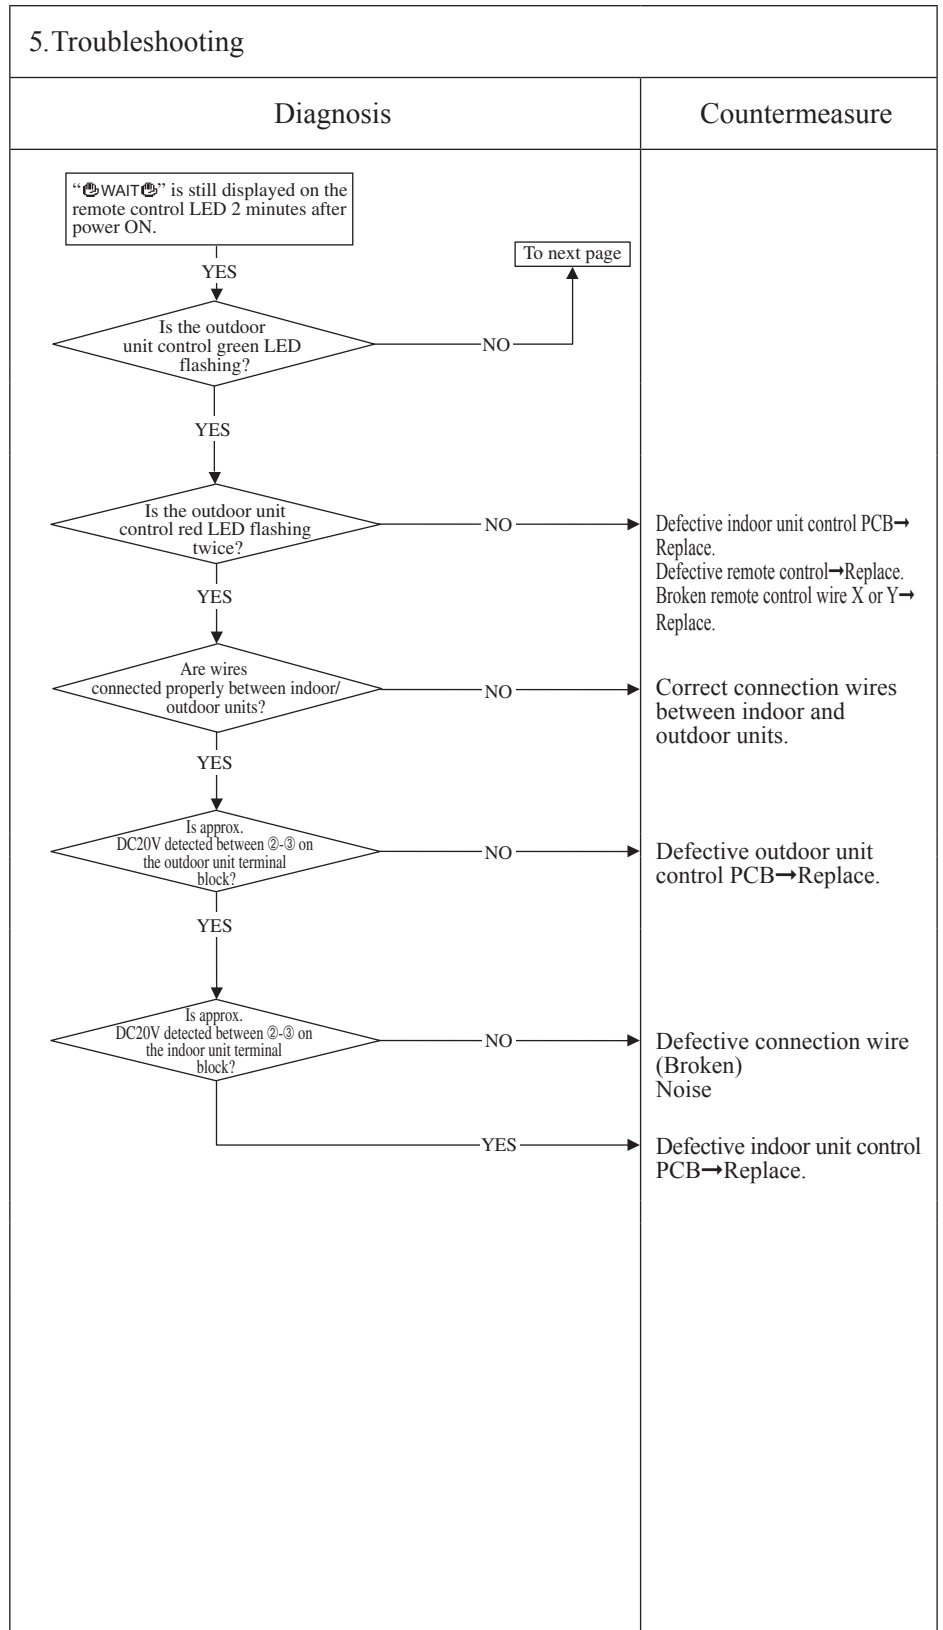 5.Troubleshooting
Diagnosis
Countermeasure
“WAIT” is still displayed on the
remote control LED 2 minutes after
power ON.
To next page
YES
Is the outdoor
unit control green LED
flashing?
NO
YES
Is the outdoor unit
control red LED flashing
twice?
NO
Defective indoor unit control PCB→
Replace.
Defective remote control→Replace.
Broken remote control wire X or Y→
Replace.
YES
Are wires
connected properly between indoor/
outdoor units?
NO
Correct connection wires
between indoor and
outdoor units.
YES
Is approx.
DC20V detected between ②-③ on
the outdoor unit terminal
block?
NO
Defective outdoor unit
control PCB→Replace.
YES
Is approx.
DC20V detected between ②-③ on
the indoor unit terminal
block?
NO
Defective connection wire
(Broken)
Noise
YES
Defective indoor unit control
PCB→Replace.